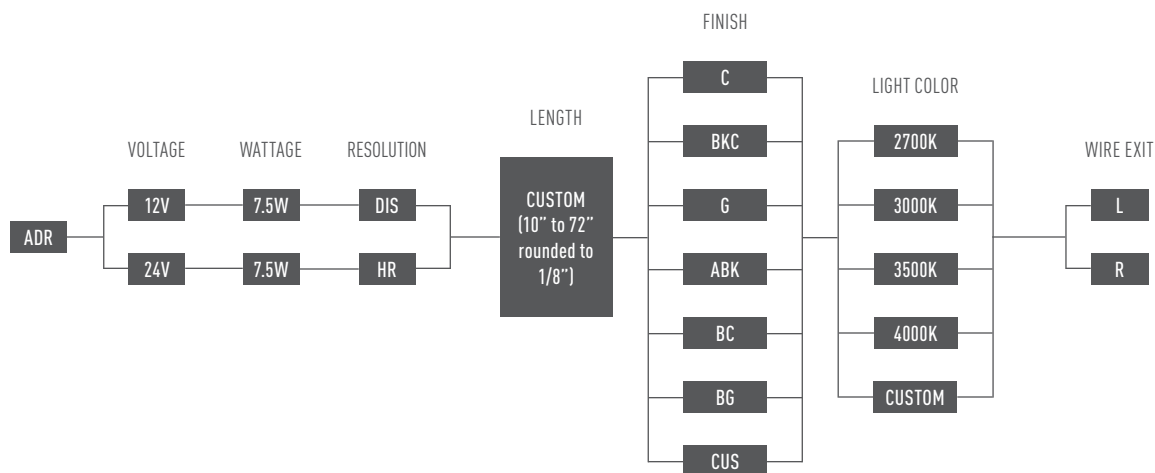 FINISH
C
LIGHT COLOR
LENGTH
BKC
2700K
VOLTAGE
WATTAGE
RESOLUTION
WIRE EXIT
12V
7.5W
DIS
CUSTOM
(10” to 72”
rounded to
1/8”)
G
3000K
L
ADR
24V
7.5W
HR
ABK
3500K
R
BC
4000K
BG
CUSTOM
CUS